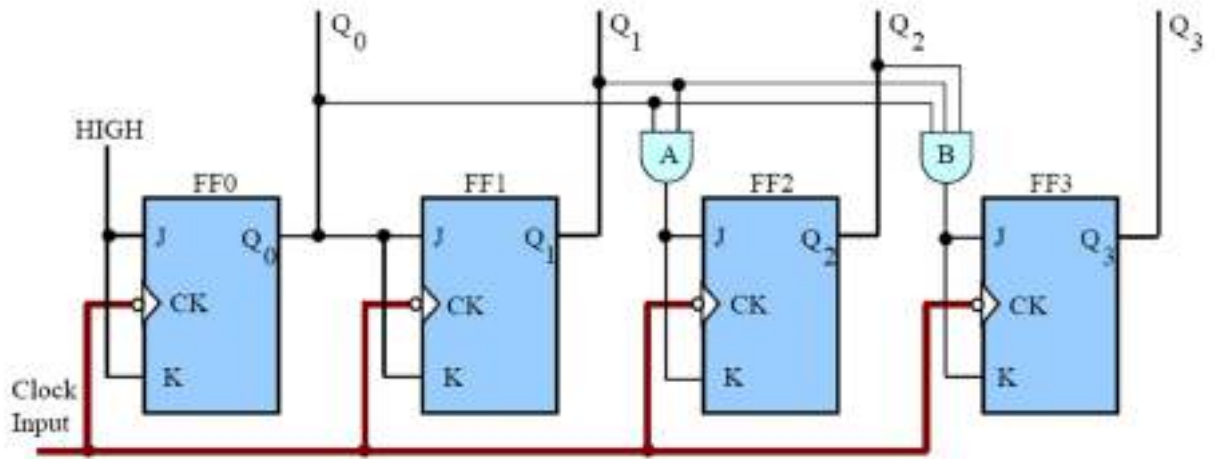 Q0 Q1 Q2 Q3
HIGH
A B
FF0 FF1 FF2 FF3
J Q0 J Q1 J Q2 J Q3
CK CK CK CK
K K K K
Clock
Input